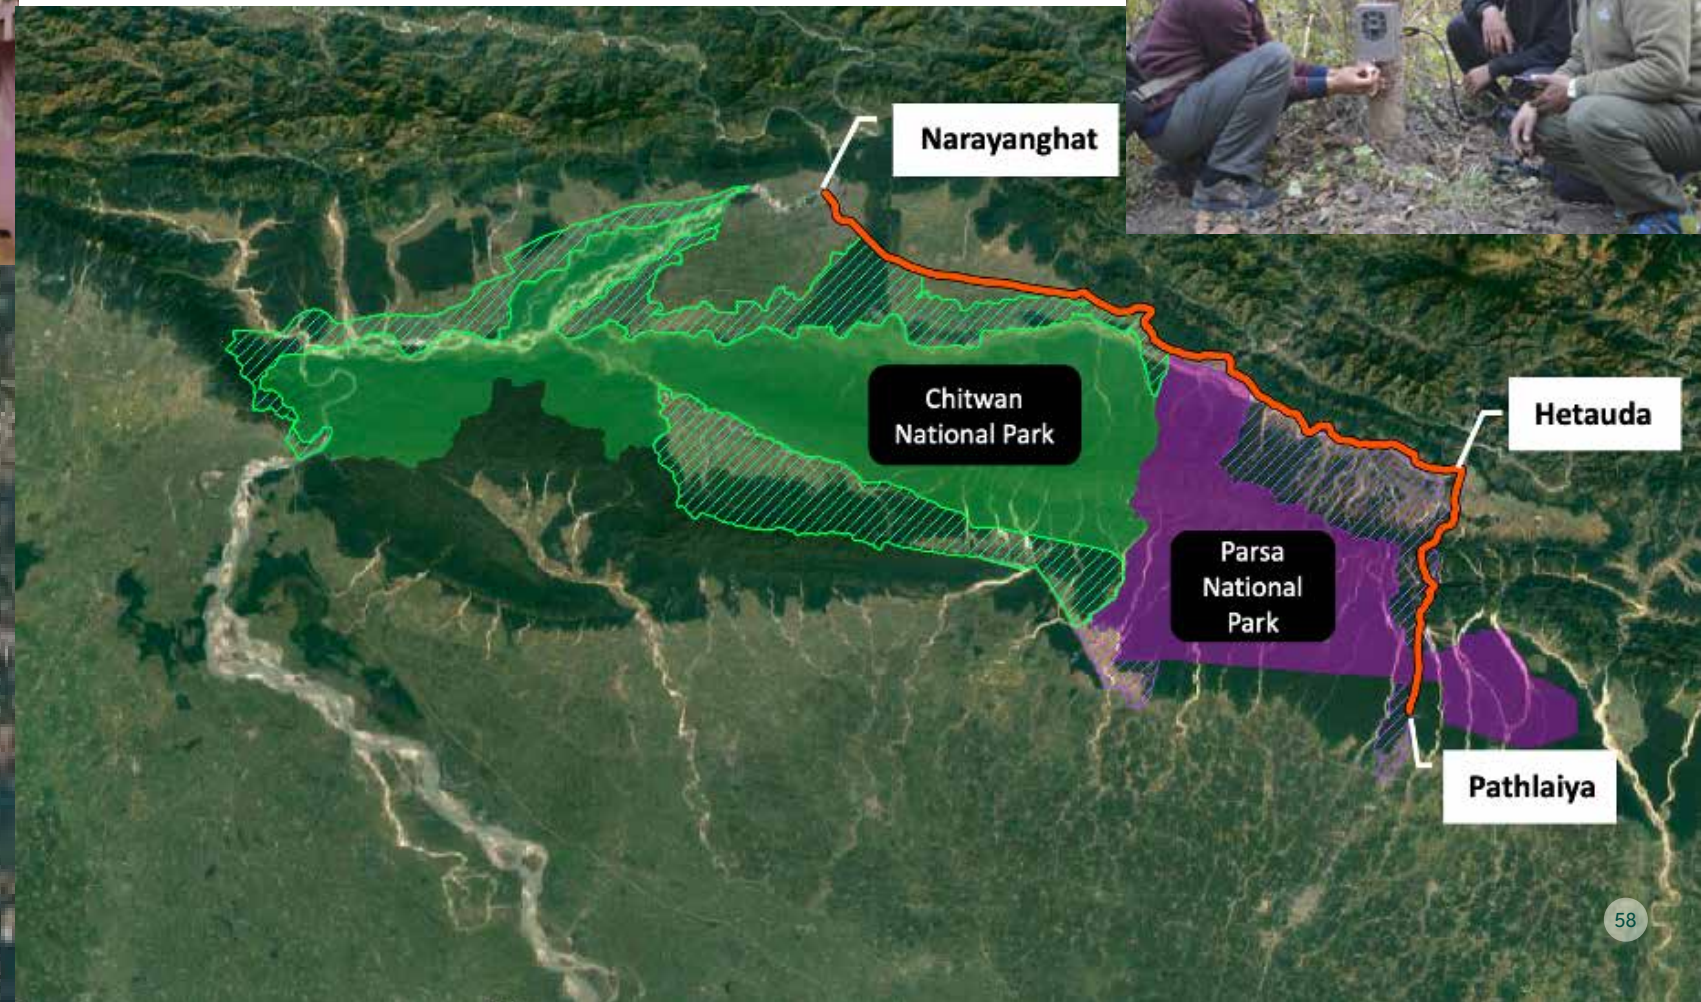 Narayanghat
Chitwan
National Park
Hetauda
Parsa
National
Park
Pathlaiya
58